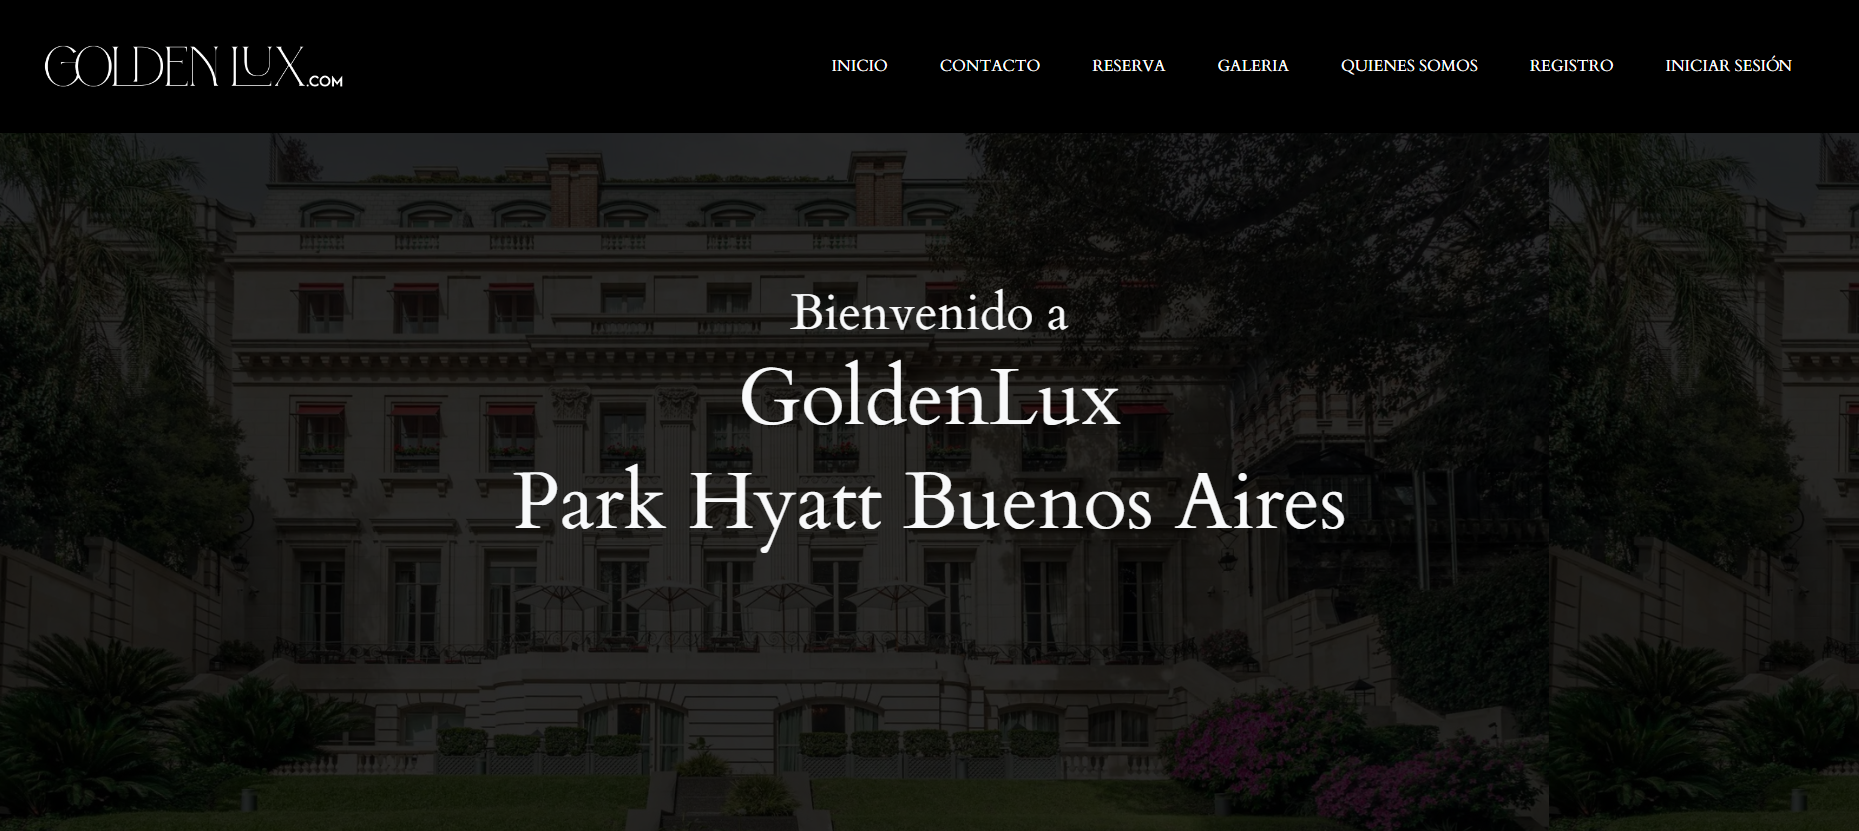 GOLDEN LUX.COM
INICIO CONTACTO RESERVA GALERIA QUIENES SOMOS REGISTRO INICIAR SESIÓN
Bienvenido a
GoldenLux
Park Hyatt Buenos Aires